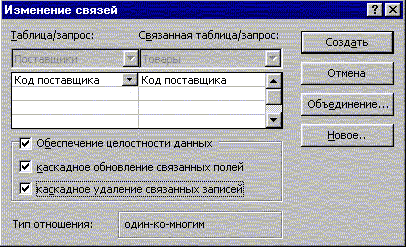 Изменение связей
Таблица/запрос: Связанная таблица/запрос:
Поставщики Товары
Код поставщика Код поставщика
Создать
Отмена
Объединение...
Новое..
Обеспечение целостности данных
каскадное обновление связанных полей
каскадное удаление связанных записей
Тип отношения: один-ко-многим